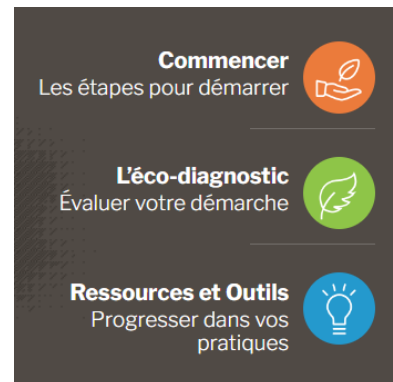 Commencer
Les étapes pour démarrer
L’éco-diagnostic
Évaluer votre démarche
Ressources et Outils
Progresser dans vos
pratiques